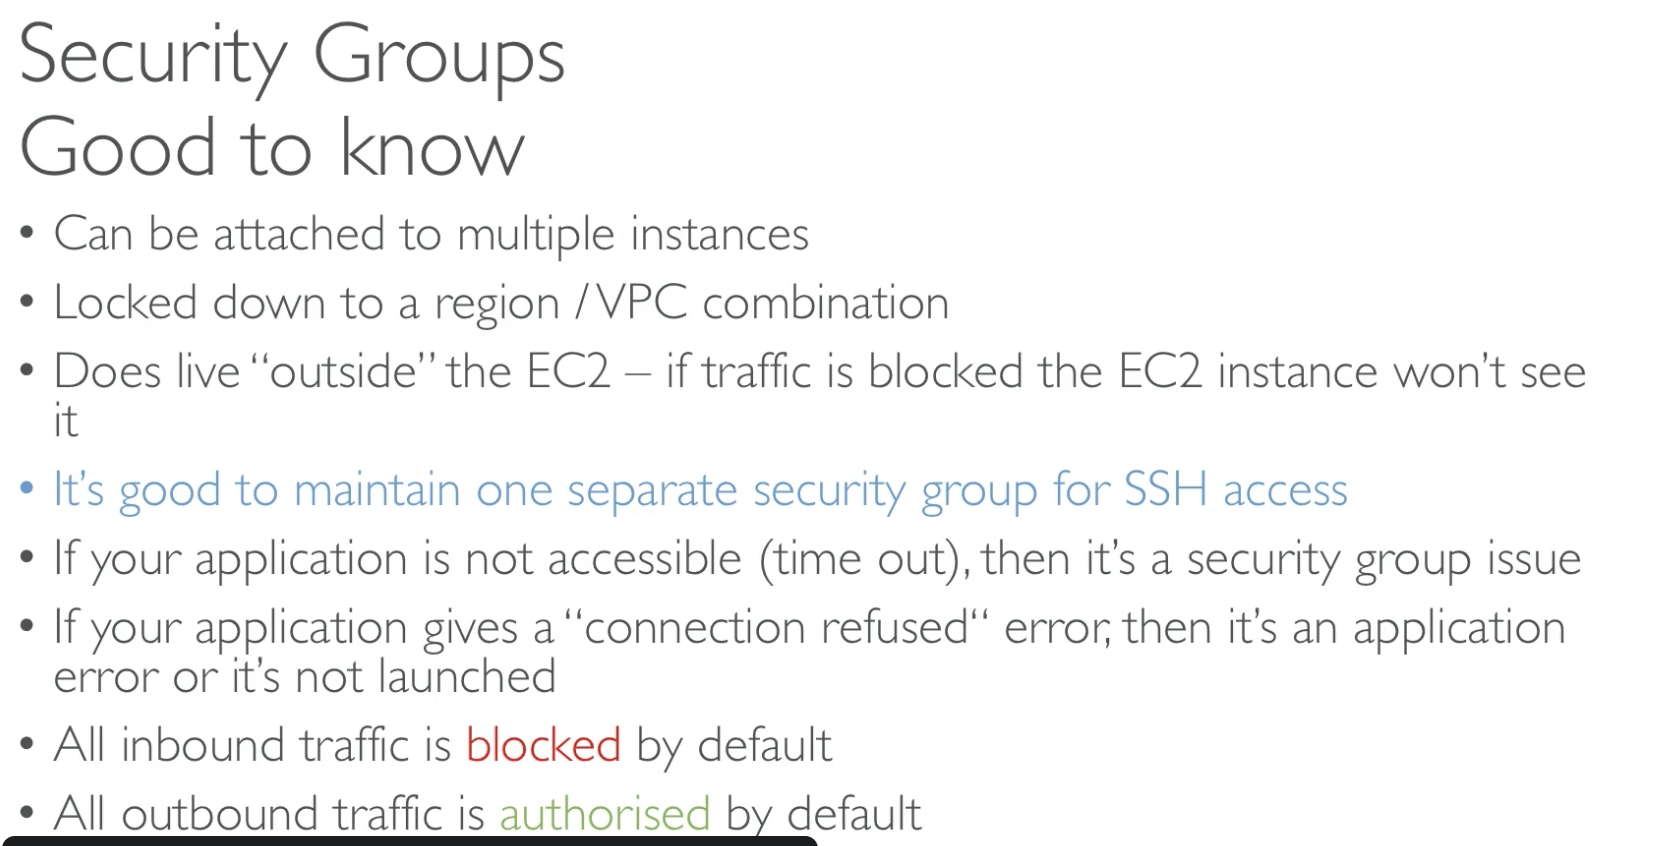 Security Groups
Good to know
• Can be attached to multiple instances
• Locked down to a region / VPC combination
• Does live “outside” the EC2 – if traffic is blocked the EC2 instance won’t see
it
• It’s good to maintain one separate security group for SSH access
• If your application is not accessible (time out), then it’s a security group issue
• If your application gives a “connection refused“ error, then it’s an application
error or it’s not launched
• All inbound traffic is blocked by default
• All outbound traffic is authorised by default